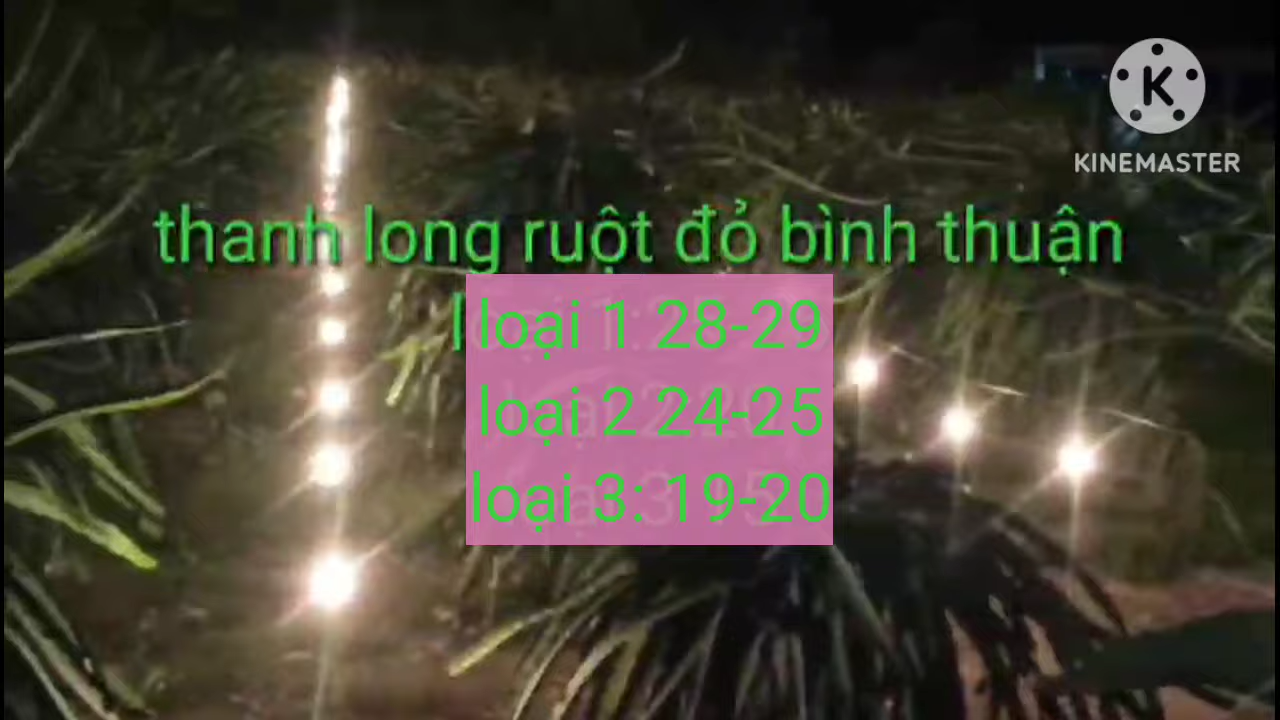 KINEMASTER
thanh long ruột đỏ bình thuận
loại 1 28-29
loại 2 24-25
loại 3: 19-20